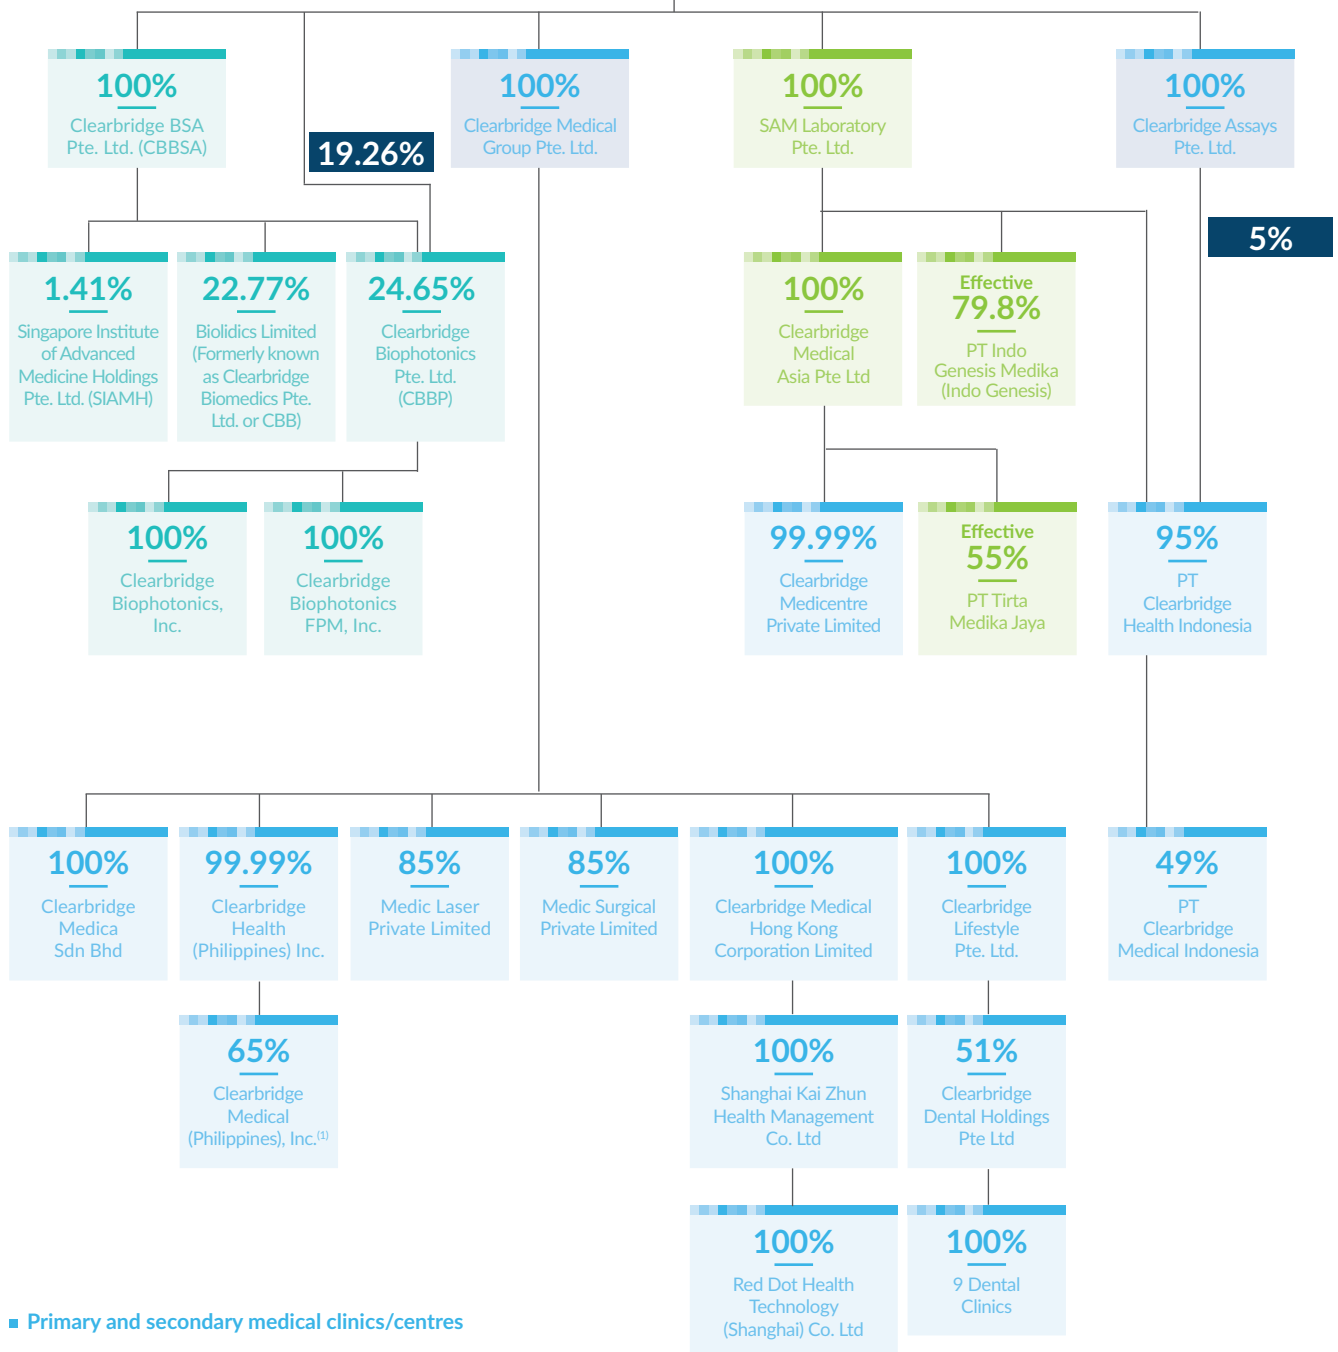 100%
Clearbridge BSA
Pte. Ltd. (CBBSA)
19.26%
100%
Clearbridge Medical
Group Pte. Ltd.
100%
SAM Laboratory
Pte. Ltd.
100%
Clearbridge Assays
Pte. Ltd.
5%
1.41%
Singapore Institute
of Advanced
Medicine Holdings
Pte. Ltd. (SIAMH)
22.77%
Biolidics Limited
(Formerly known
as Clearbridge
Biomedics Pte.
Ltd. or CBB)
24.65%
Clearbridge
Biophotonics
Pte. Ltd.
(CBBP)
100%
Clearbridge
Medical
Asia Pte Ltd
Effective
79.8%
PT Indo
Genesis Medika
(Indo Genesis)
100%
Clearbridge
Biophotonics,
Inc.
100%
Clearbridge
Biophotonics
FPM, Inc.
99.99%
Clearbridge
Medicentre
Private Limited
Effective
55%
PT Tirta
Medika Jaya
95%
PT
Clearbridge
Health Indonesia
100%
Clearbridge
Medica
Sdn Bhd
99.99%
Clearbridge
Health
(Philippines) Inc.
85%
Medic Laser
Private Limited
85%
Medic Surgical
Private Limited
100%
Clearbridge Medical
Hong Kong
Corporation Limited
100%
Clearbridge
Lifestyle
Pte. Ltd.
49%
PT
Clearbridge
Medical Indonesia
65%
Clearbridge
Medical
(Philippines), Inc.(1)
100%
Shanghai Kai Zhun
Health Management
Co. Ltd
51%
Clearbridge
Dental Holdings
Pte Ltd
100%
Red Dot Health
Technology
(Shanghai) Co. Ltd
100%
9 Dental
Clinics
Primary and secondary medical clinics/centres